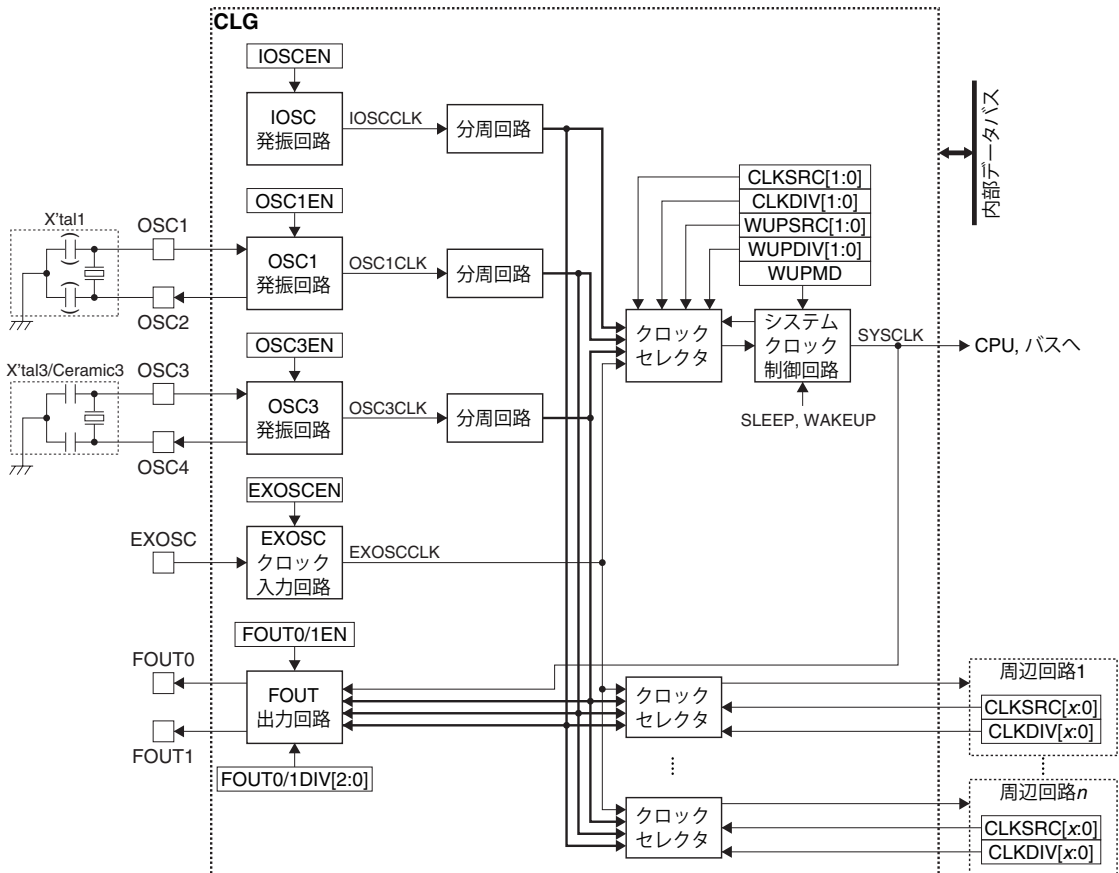 CLG
IOSCEN
IOSC
発振回路
IOSCCLK
分周回路
内部データバス
CLKSRC[1:0]
CLKDIV[1:0]
WUPSRC[1:0]
WUPDIV[1:0]
WUPMD
X'tal1
OSC1
OSC2
OSC1EN
OSC1
発振回路
OSC1CLK
分周回路
クロック
セレクタ
システム
クロック
制御回路
SYSCLK
CPU, バスへ
SLEEP, WAKEUP
X'tal3/Ceramic3
OSC3
OSC4
OSC3EN
OSC3
発振回路
OSC3CLK
分周回路
EXOSC
EXOSCEN
EXOSC
クロック
入力回路
EXOSCCLK
FOUT0
FOUT1
FOUT0/1EN
FOUT
出力回路
FOUT0/1DIV[2:0]
クロック
セレクタ
周辺回路1
CLKSRC[x:0]
CLKDIV[x:0]
クロック
セレクタ
周辺回路n
CLKSRC[x:0]
CLKDIV[x:0]